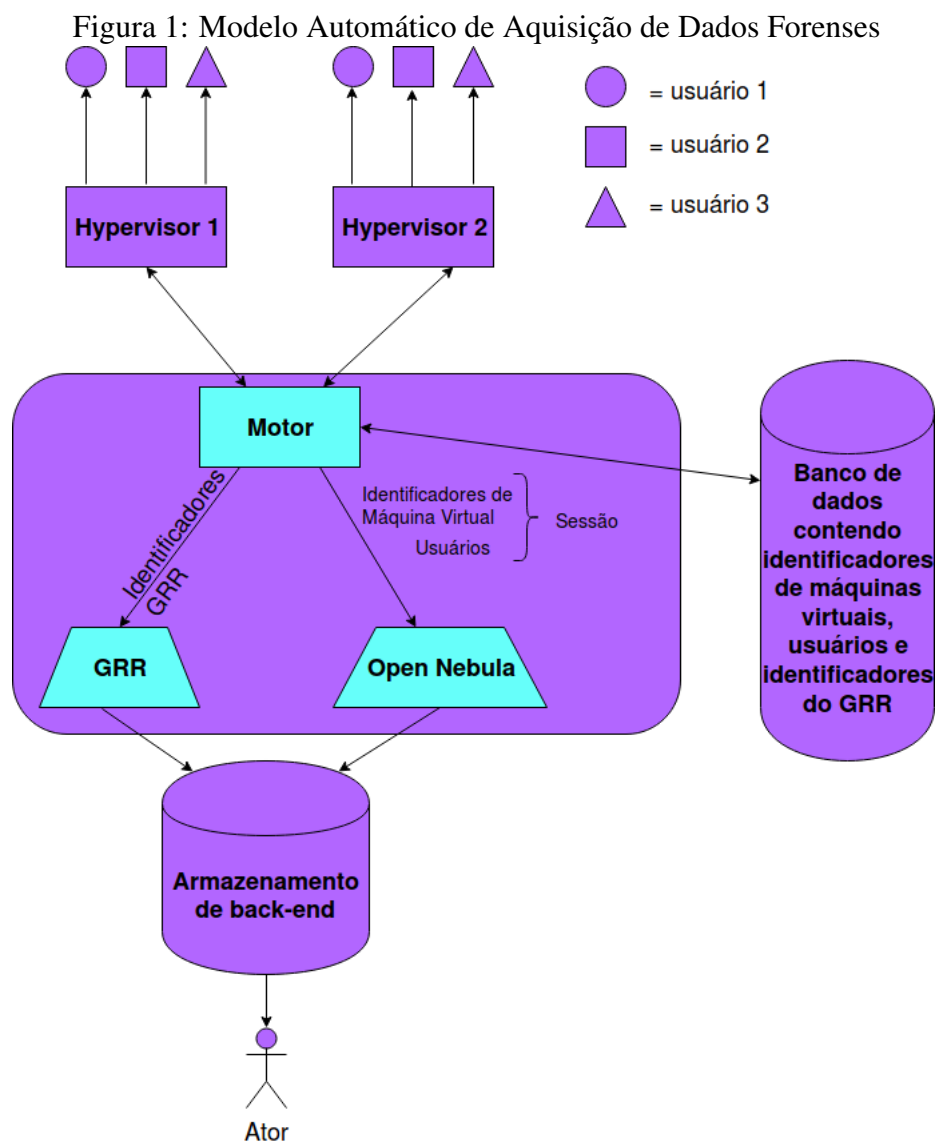 Figura 1: Modelo Automático de Aquisição de Dados Forenses
= usuário 1
= usuário 2
= usuário 3
Hypervisor 1
Hypervisor 2
Motor
Identificadores
GRR
Identificadores de
Máquina Virtual
Usuários
Sessão
GRR
Open Nebula
Banco de
dados
contendo
identificadores
de máquinas
virtuais,
usuários e
identificadores
do GRR
Armazenamento
de back-end
Ator